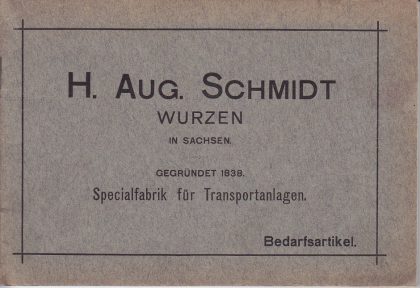 H. AUG. SCHMIDT
WURZEN
IN SACHSEN.
GEGRÜNDET 1838.
Specialfabrik für Transportanlagen.
Bedarfsartikel.